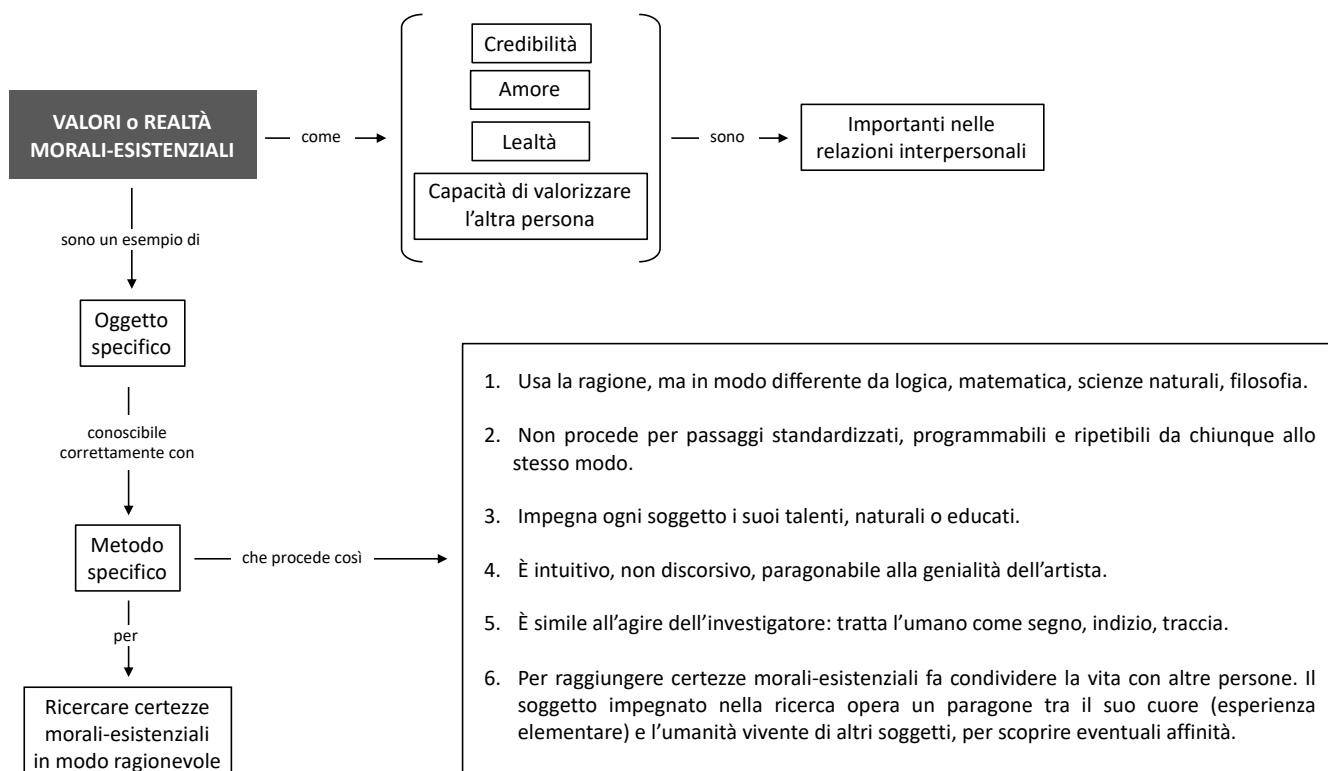 VALORI o REALTÀ
MORALI-ESISTENZIALI
come
Credibilità
Amore
Lealtà
Capacità di valorizzare
l’altra persona
sono
Importanti nelle
relazioni interpersonali
sono un esempio di
Oggetto
specifico
conoscibile
correttamente con
Metodo
specifico
che procede così
1. Usa la ragione, ma in modo differente da logica, matematica, scienze naturali, filosofia.
2. Non procede per passaggi standardizzati, programmabili e ripetibili da chiunque allo
stesso modo.
3. Impegna ogni soggetto i suoi talenti, naturali o educati.
4. È intuitivo, non discorsivo, paragonabile alla genialità dell’artista.
5. È simile all’agire dell’investigatore: tratta l’umano come segno, indizio, traccia.
6. Per raggiungere certezze morali-esistenziali fa condividere la vita con altre persone. Il
soggetto impegnato nella ricerca opera un paragone tra il suo cuore (esperienza
elementare) e l’umanità vivente di altri soggetti, per scoprire eventuali affinità.
per
Ricercare certezze
morali-esistenziali
in modo ragionevole